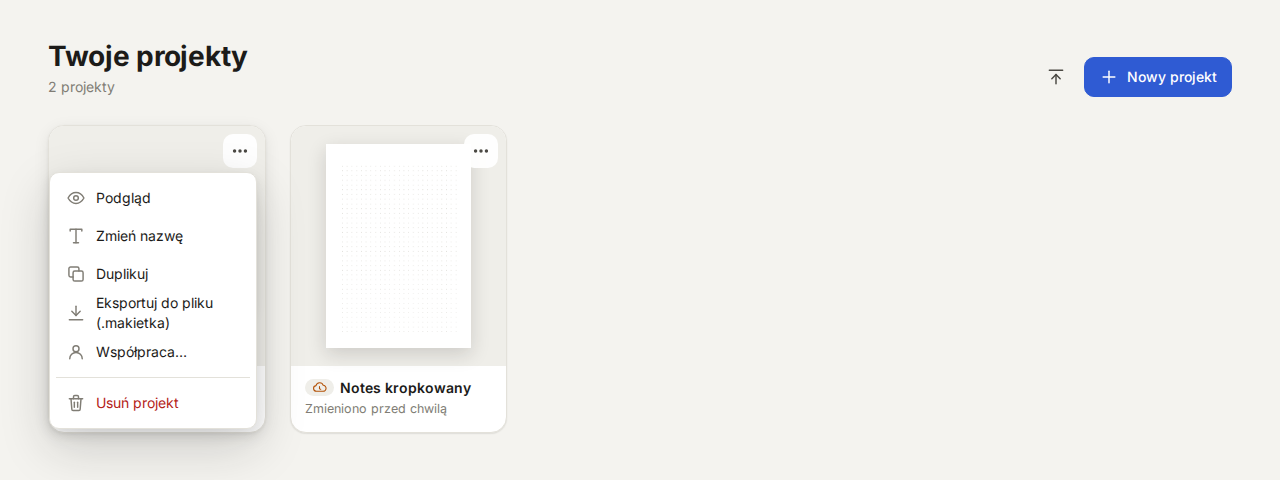 Twoje projekty
2 projekty
Nowy projekt
Podgląd
Zmień nazwę
Duplikuj
Eksportuj do pliku
(.makietka)
Współpraca...
Usuń projekt
Notes kropkowany
Zmieniono przed chwilą